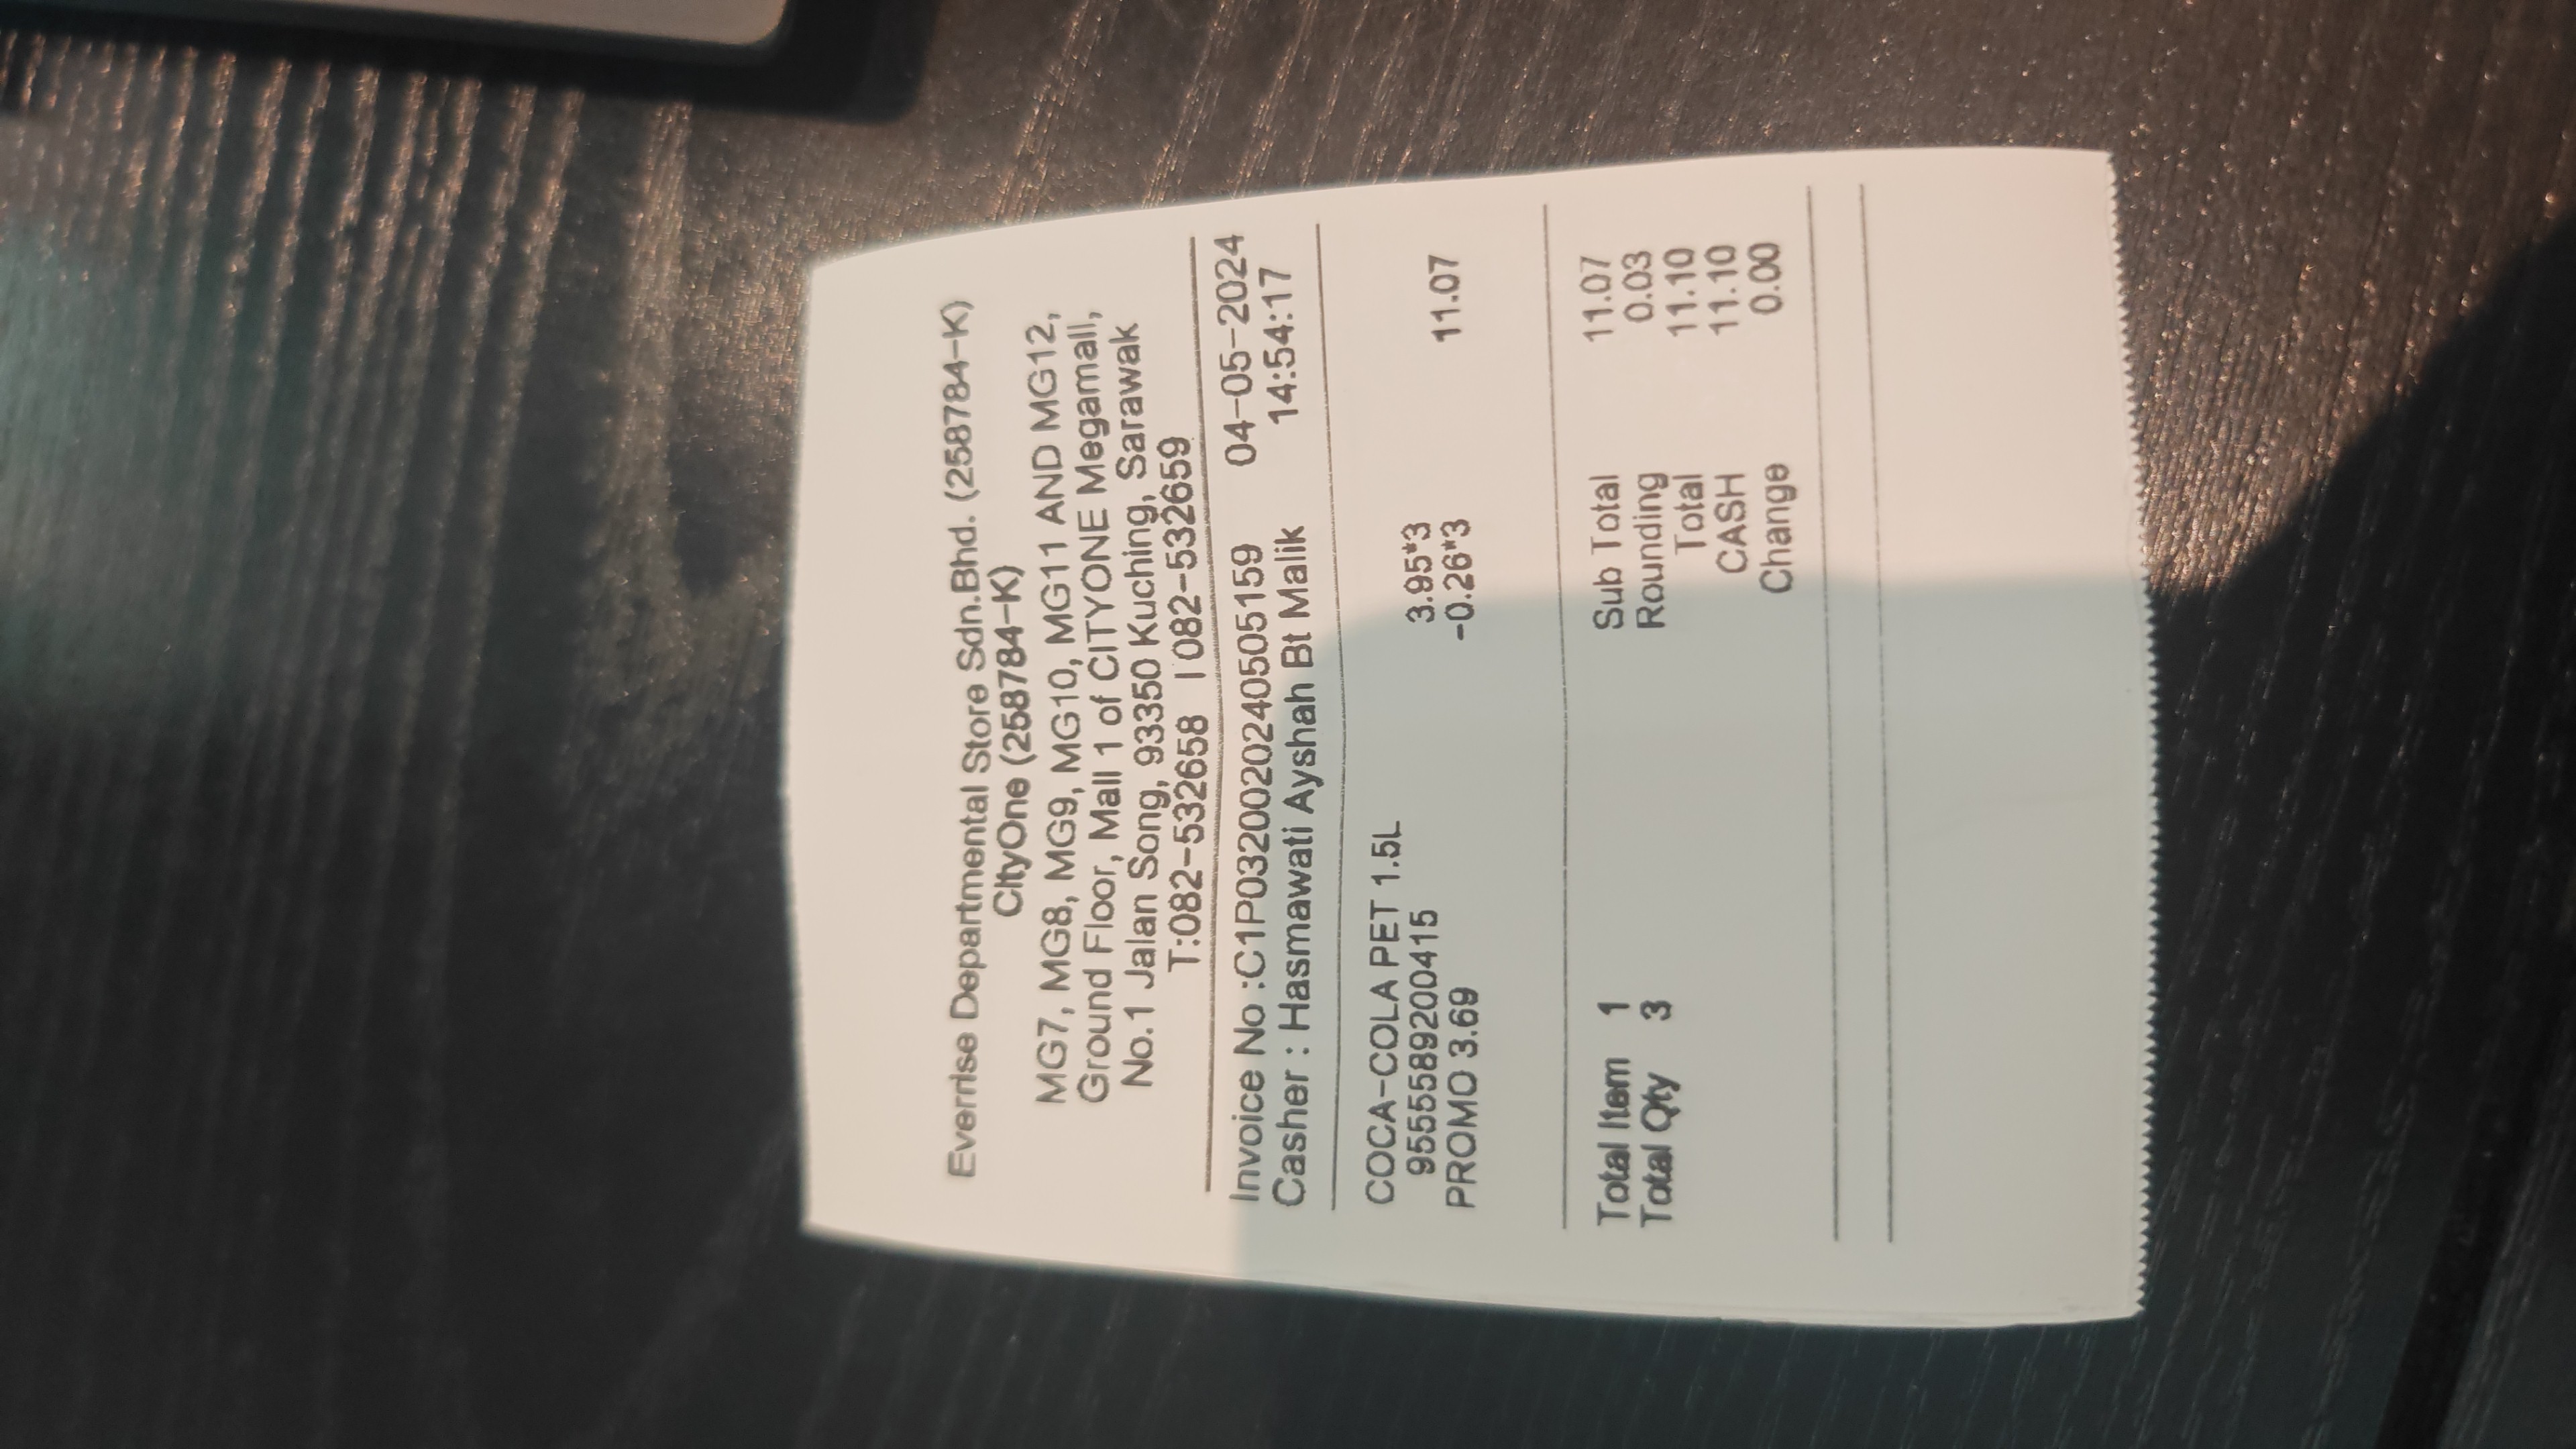 Everrise Departmental Store Sdn.Bhd. (258784-K)
CityOne (258784-K)
MG7, MG8, MG9, MG10, MG11 AND MG12,
Ground Floor, Mall 1 of CITYONE Megamall,
No.1 Jalan Song, 93350 Kuching, Sarawak
T:082-532658 | 082-532659
Invoice No :C1P0320020240505159 04-05-2024
Casher : Hasmawati Ayshah Bt Malik 14:54:17
COCA-COLA PET 1.5L
9555589200415 3.95*3
PROMO 3.69 -0.26*3 11.07
Total Item 1 Sub Total 11.07
Total Qty 3 Rounding 0.03
Total 11.10
CASH 11.10
Change 0.00